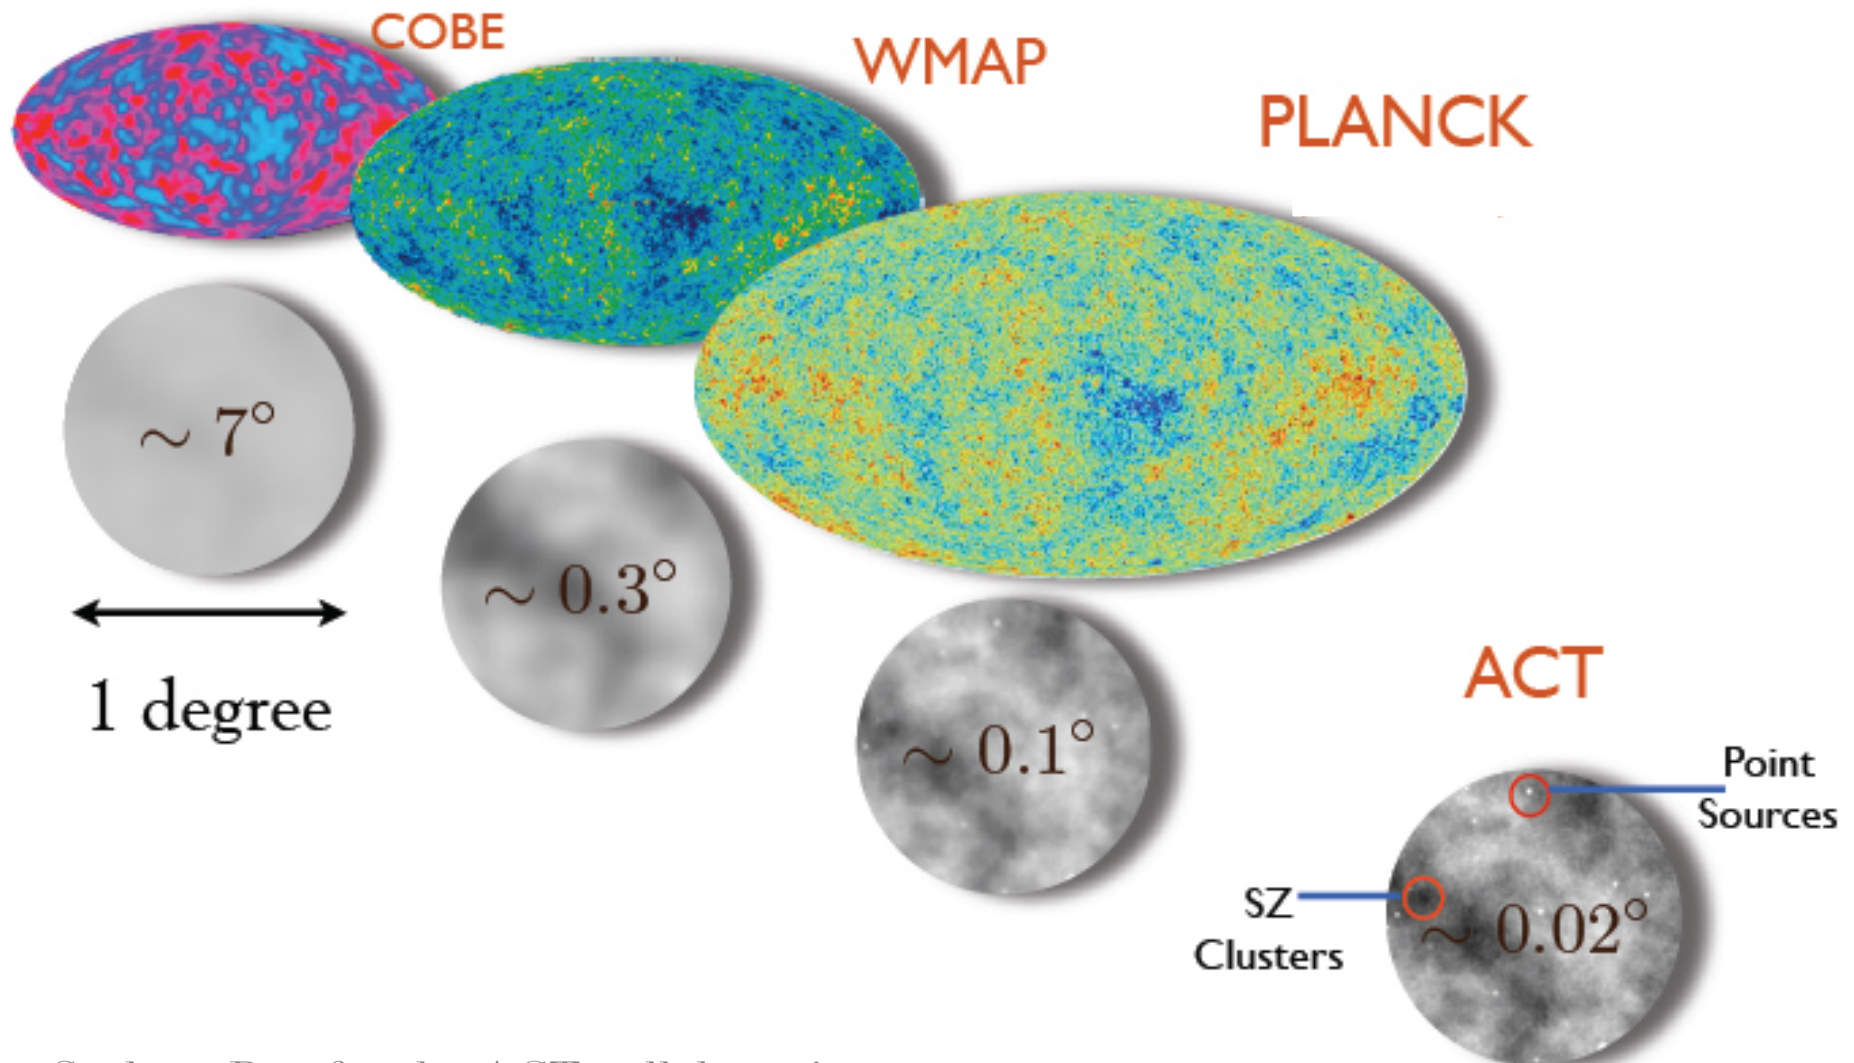 COBE
WMAP
PLANCK
~ 7°
1 degree
~ 0.3°
~ 0.1°
ACT
Point
Sources
SZ
Clusters
~ 0.02°